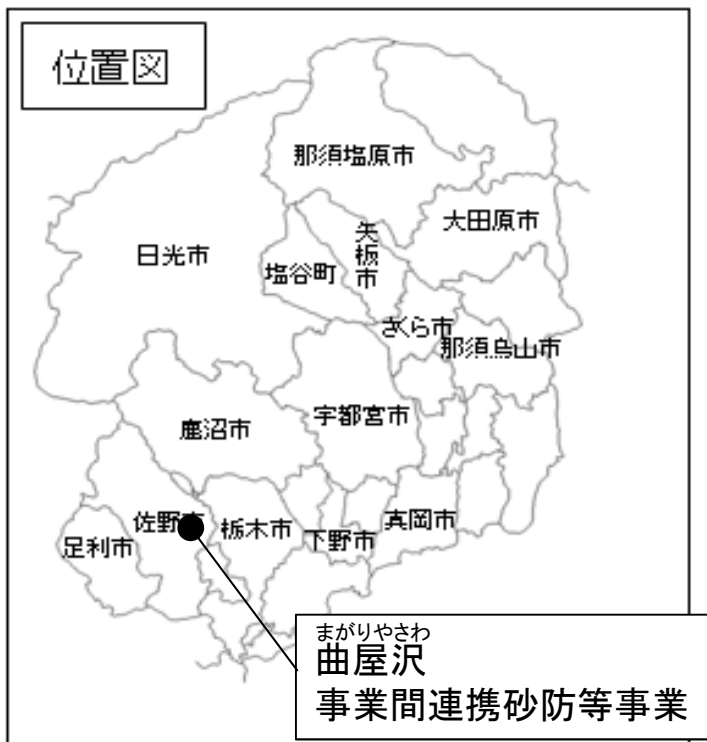 位置図
那須塩原市
大田原市
矢板市
日光市
塩谷町
さくら市
那須烏山市
宇都宮市
鹿沼市
佐野市
栃木市
真岡市
下野市
足利市
まがりやさわ
曲屋沢
事業間連携砂防等事業